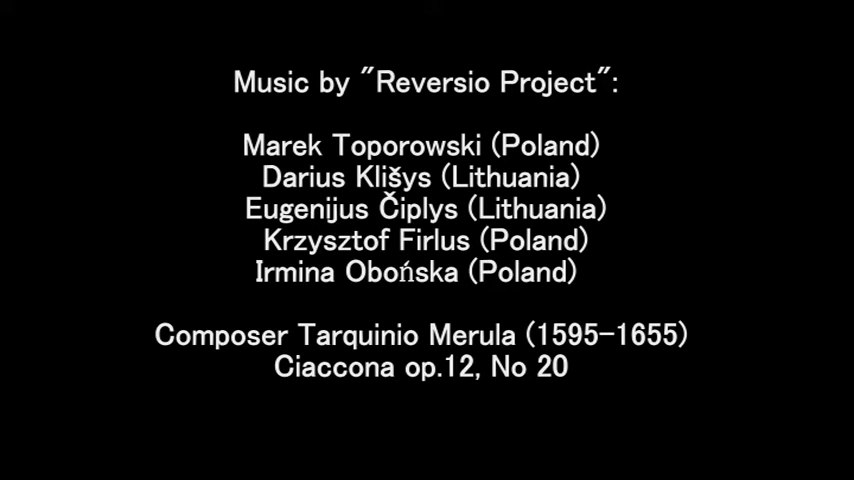 Music by "Reversio Project":
Marek Toporowski (Poland)
Darius Klišys (Lithuania)
Eugenijus Čiplys (Lithuania)
Krzysztof Firlus (Poland)
Irmina Obońska (Poland)
Composer Tarquinio Merula (1595-1655)
Ciaccona op.12, No 20